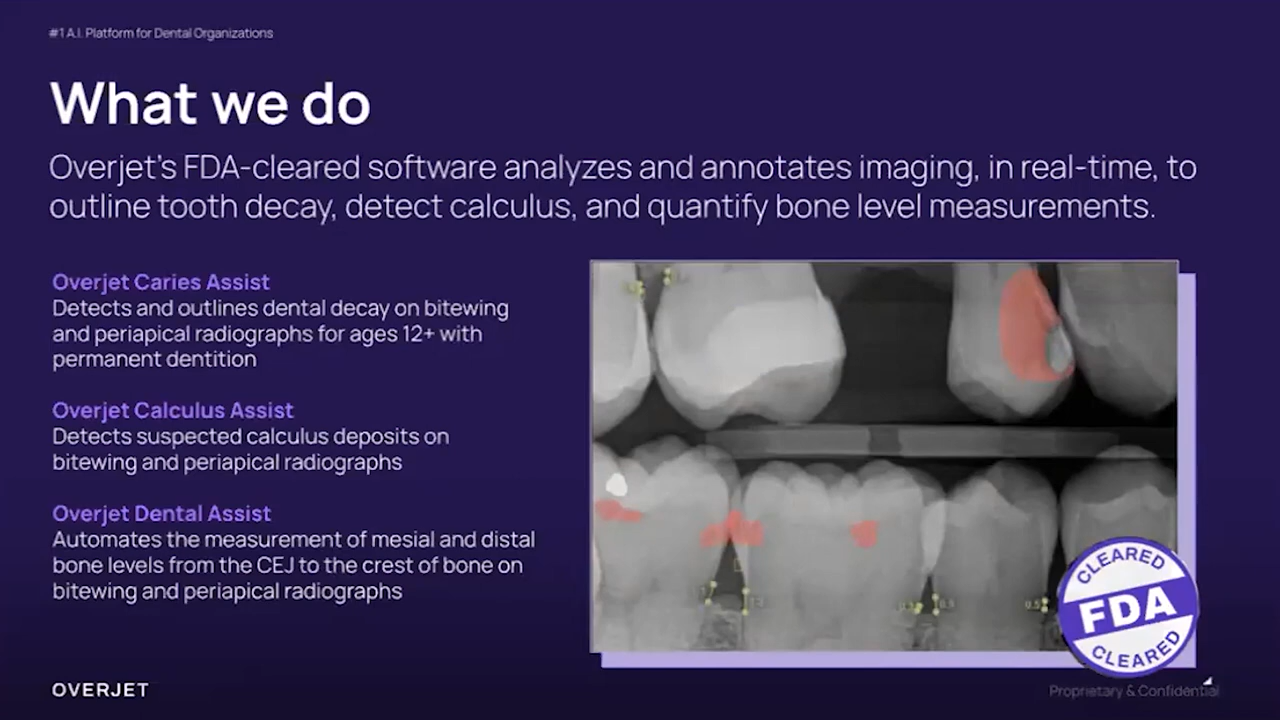 #1 A.I. Platform for Dental Organizations
What we do
Overjet's FDA-cleared software analyzes and annotates imaging, in real-time, to
outline tooth decay, detect calculus, and quantify bone level measurements.
Overjet Caries Assist
Detects and outlines dental decay on bitewing
and periapical radiographs for ages 12+ with
permanent dentition
Overjet Calculus Assist
Detects suspected calculus deposits on
bitewing and periapical radiographs
Overjet Dental Assist
Automates the measurement of mesial and distal
bone levels from the CEJ to the crest of bone on
bitewing and periapical radiographs
CLEARED
FDA
CLEARED
OVERJET
Proprietary & Confidential